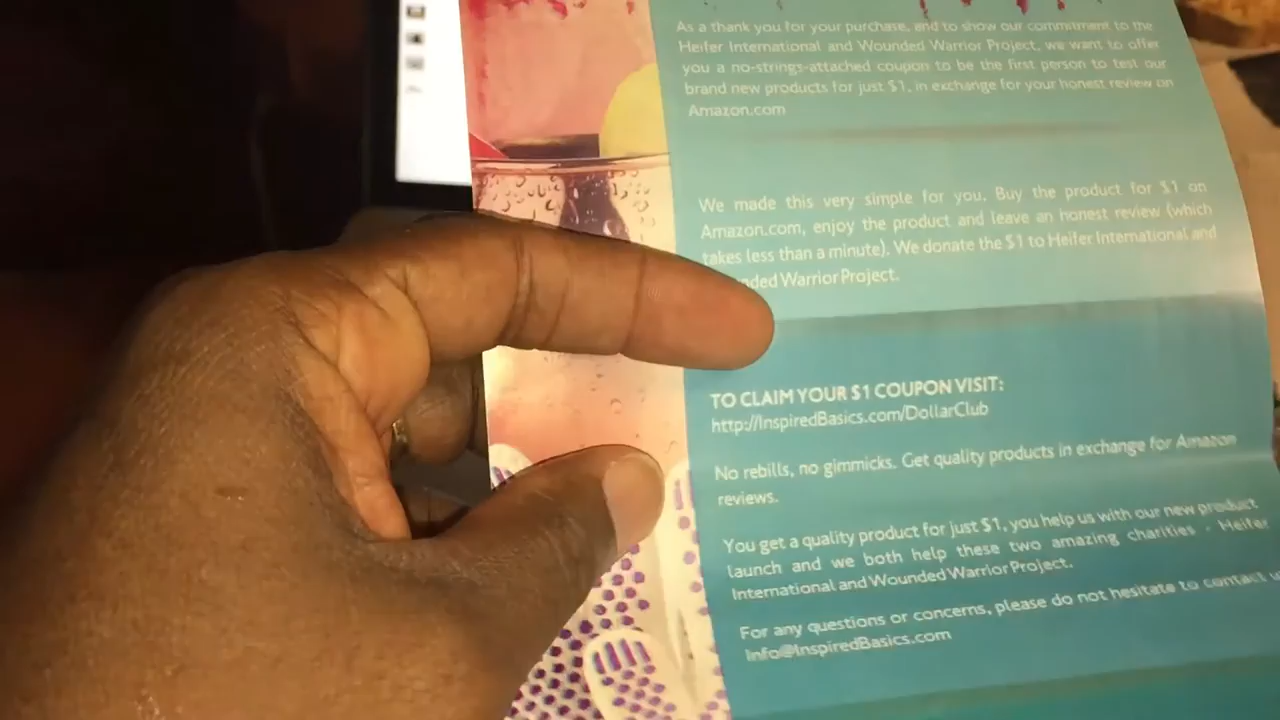 As a thank you for your purchase, and to show our commitment to the
Heifer International and Wounded Warrior Project, we want to offer
you a no-strings-attached coupon to be the first person to test our
brand new products for just $1, in exchange for your honest review on
Amazon.com
We made this very simple for you. Buy the product for $1 on
Amazon.com, enjoy the product and leave an honest review (which
takes less than a minute). We donate the $1 to Heifer International and
Warrior Project.
TO CLAIM YOUR $1 COUPON VISIT:
http://InspiredBasics.com/DollarClub
No rebills, no gimmicks. Get quality products in exchange for Amazon
reviews.
You get a quality product for just $1, you help us with our new product
launch and we both help these two amazing charities - Heifer
International and Wounded Warrior Project.
For any questions or concerns, please do not hesitate to contact
Info@InspiredBasics.com